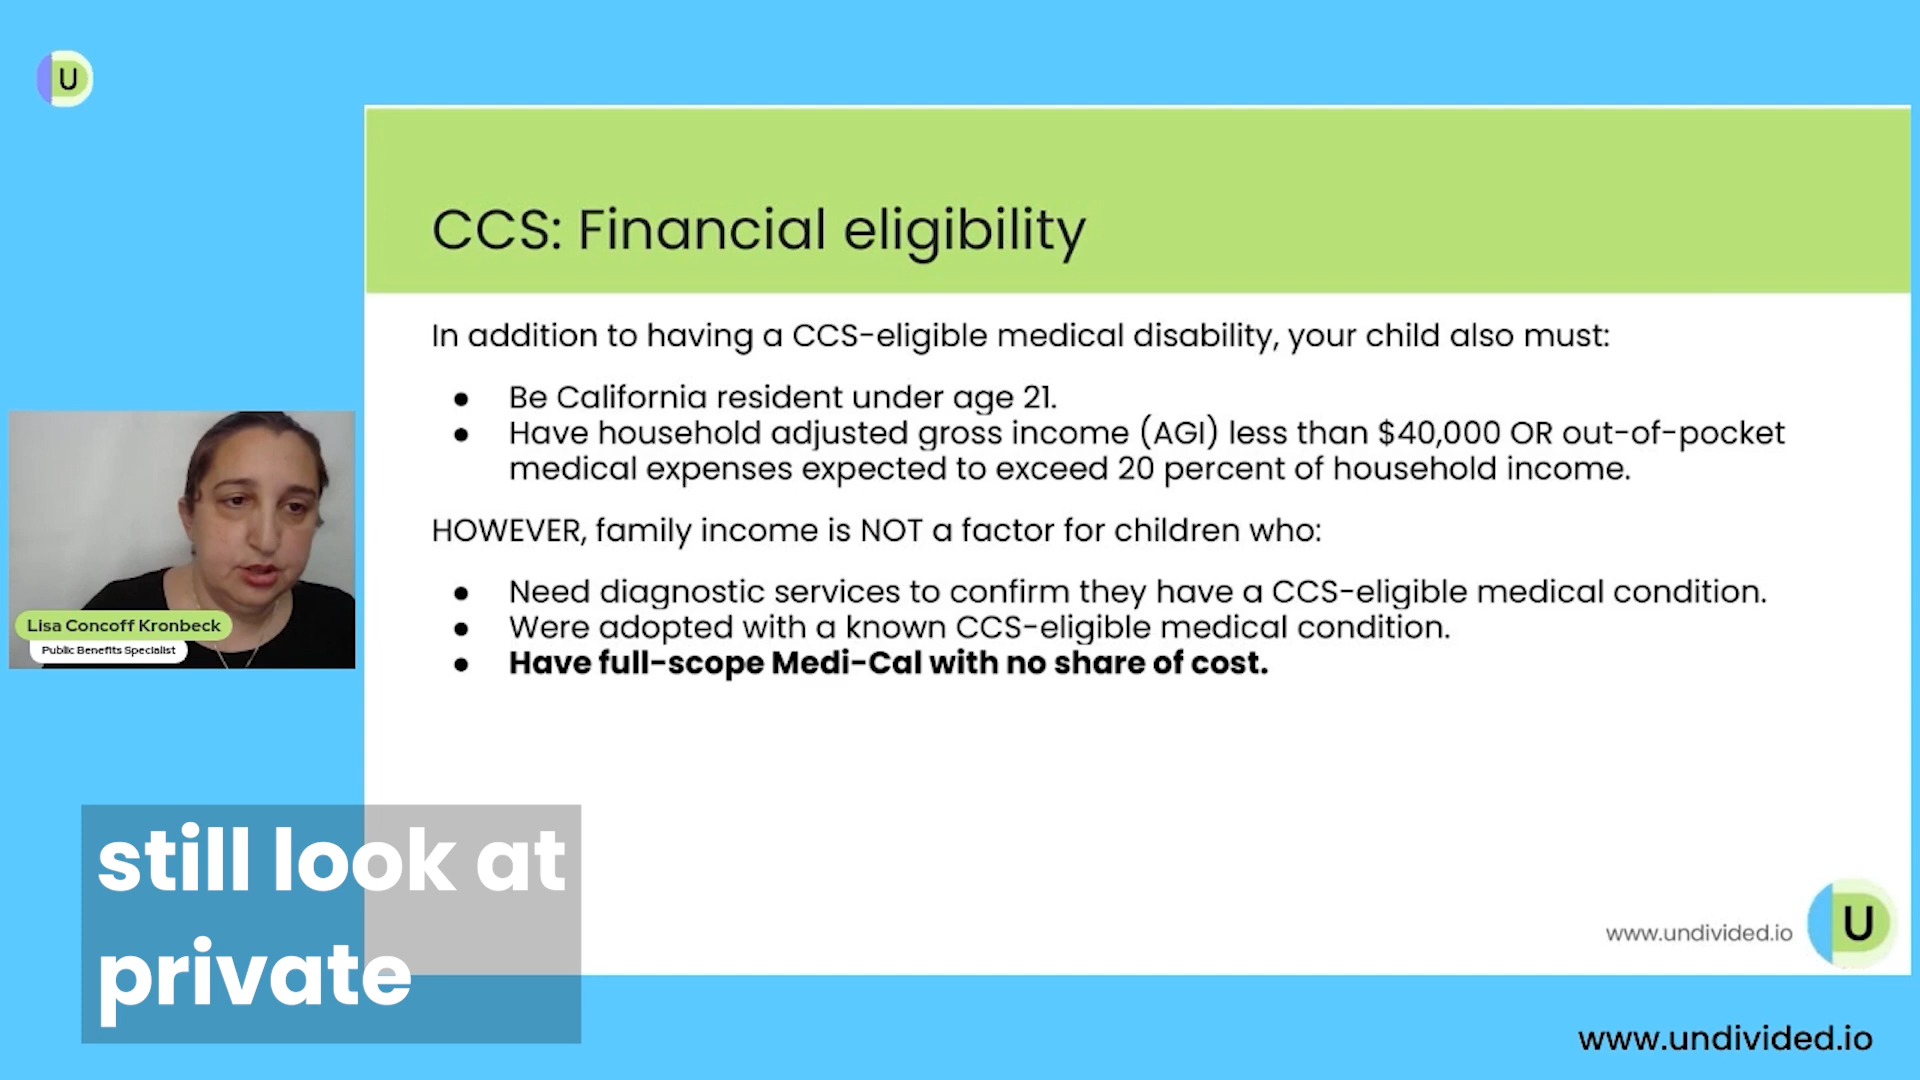 U
CCS: Financial eligibility
In addition to having a CCS-eligible medical disability, your child also must:
● Be California resident under age 21.
● Have household adjusted gross income (AGI) less than $40,000 OR out-of-pocket
medical expenses expected to exceed 20 percent of household income.
HOWEVER, family income is NOT a factor for children who:
● Need diagnostic services to confirm they have a CCS-eligible medical condition.
● Were adopted with a known CCS-eligible medical condition.
● Have full-scope Medi-Cal with no share of cost.
Lisa Concoff Kronbeck
Public Benefits Specialist
still look at
private
www.undivided.io
U
www.undivided.io